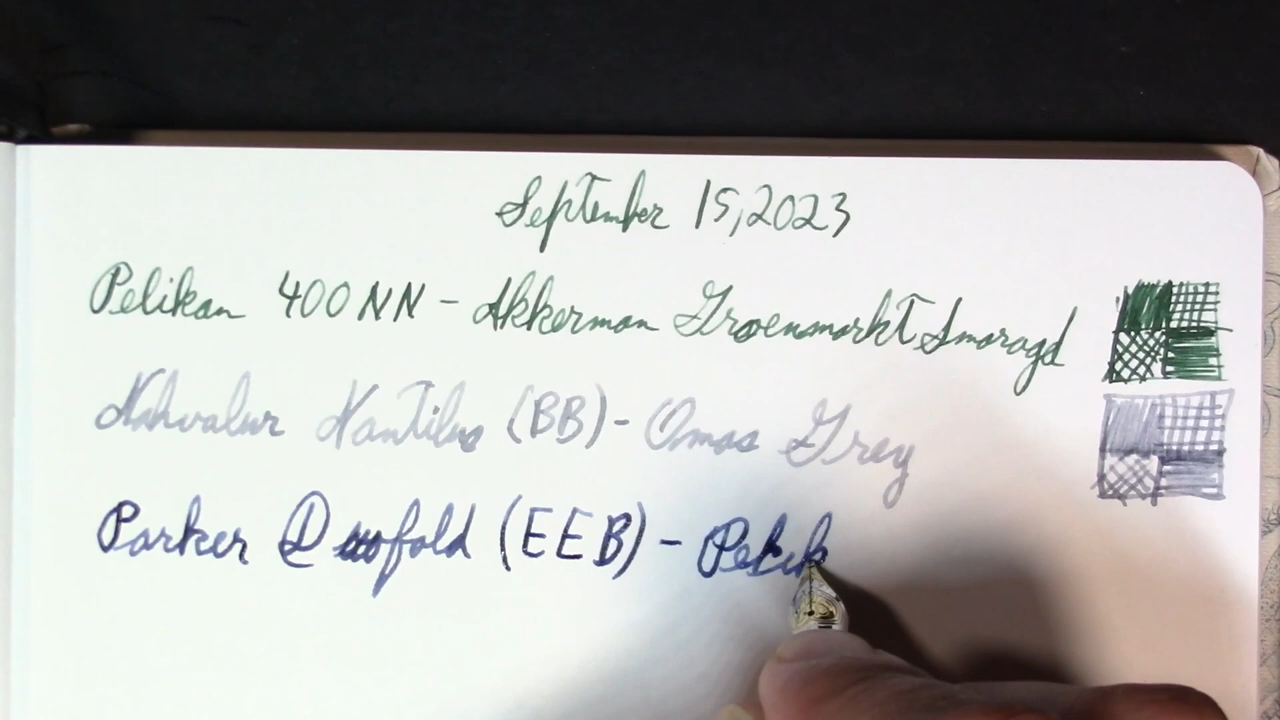 September 15, 2023
Pelikan 400NN - Akkerman Groenmarkt Smaragd
Nahvalur Nautilus (BB) - Omas Grey
Parker Duofold (EEB) - Pelik